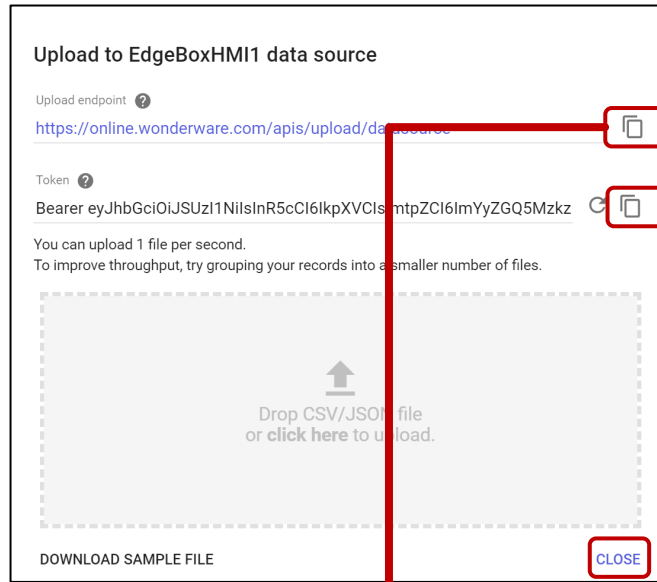 Upload to EdgeBoxHMI1 data source
Upload endpoint ?
https://online.wonderware.com/apis/upload/datasource
Token ?
Bearer eyJhbGciOiJSUzI1NiIsInR5cCI6IkpXVCIsImtpZCI6ImYyZGQ5Mzkz
You can upload 1 file per second.
To improve throughput, try grouping your records into a smaller number of files.
Drop CSV/JSON file
or click here to upload.
DOWNLOAD SAMPLE FILE
CLOSE